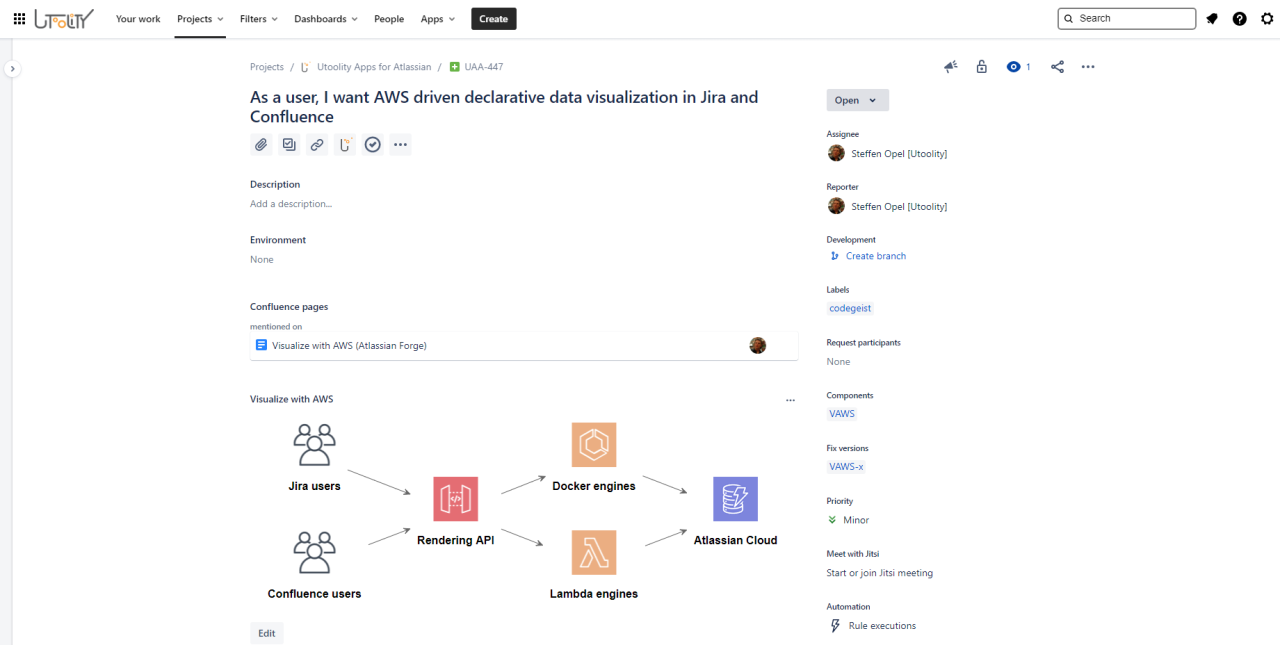 UTOOLITY
Your work
Projects
Filters
Dashboards
People
Apps
Create
Search
Projects / Utoolity Apps for Atlassian / UAA-447
1
As a user, I want AWS driven declarative data visualization in Jira and
Confluence
Open
Description
Add a description...
Environment
None
Confluence pages
mentioned on
Visualize with AWS (Atlassian Forge)
Visualize with AWS
Jira users
Docker engines
Rendering API
Atlassian Cloud
Confluence users
Lambda engines
Edit
Assignee
Steffen Opel [Utoolity]
Reporter
Steffen Opel [Utoolity]
Development
Create branch
Labels
codegeist
Request participants
None
Components
VAWS
Fix versions
VAWS-x
Priority
Minor
Meet with Jitsi
Start or join Jitsi meeting
Automation
Rule executions